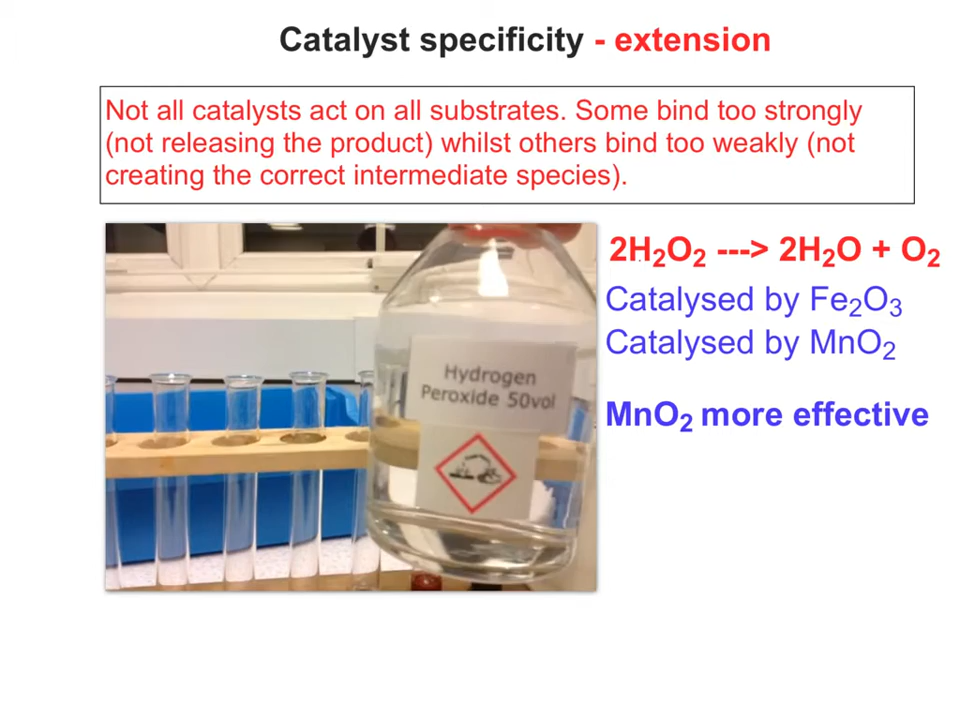 Catalyst specificity - extension
Not all catalysts act on all substrates. Some bind too strongly
(not releasing the product) whilst others bind too weakly (not
creating the correct intermediate species).
2H₂O₂ ---> 2H₂O + O₂
Catalysed by Fe₂O₃
Catalysed by MnO₂
Hydrogen
Peroxide 50vol
MnO₂ more effective